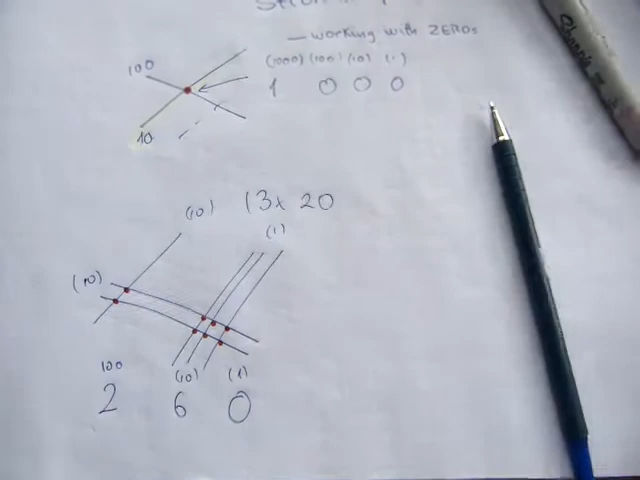 — working with ZEROs
100 (1000) (100) (10) (1)
1 0 0 0
10
(10) 13x 20
(1)
(10)
100 (10) (1)
2 6 0